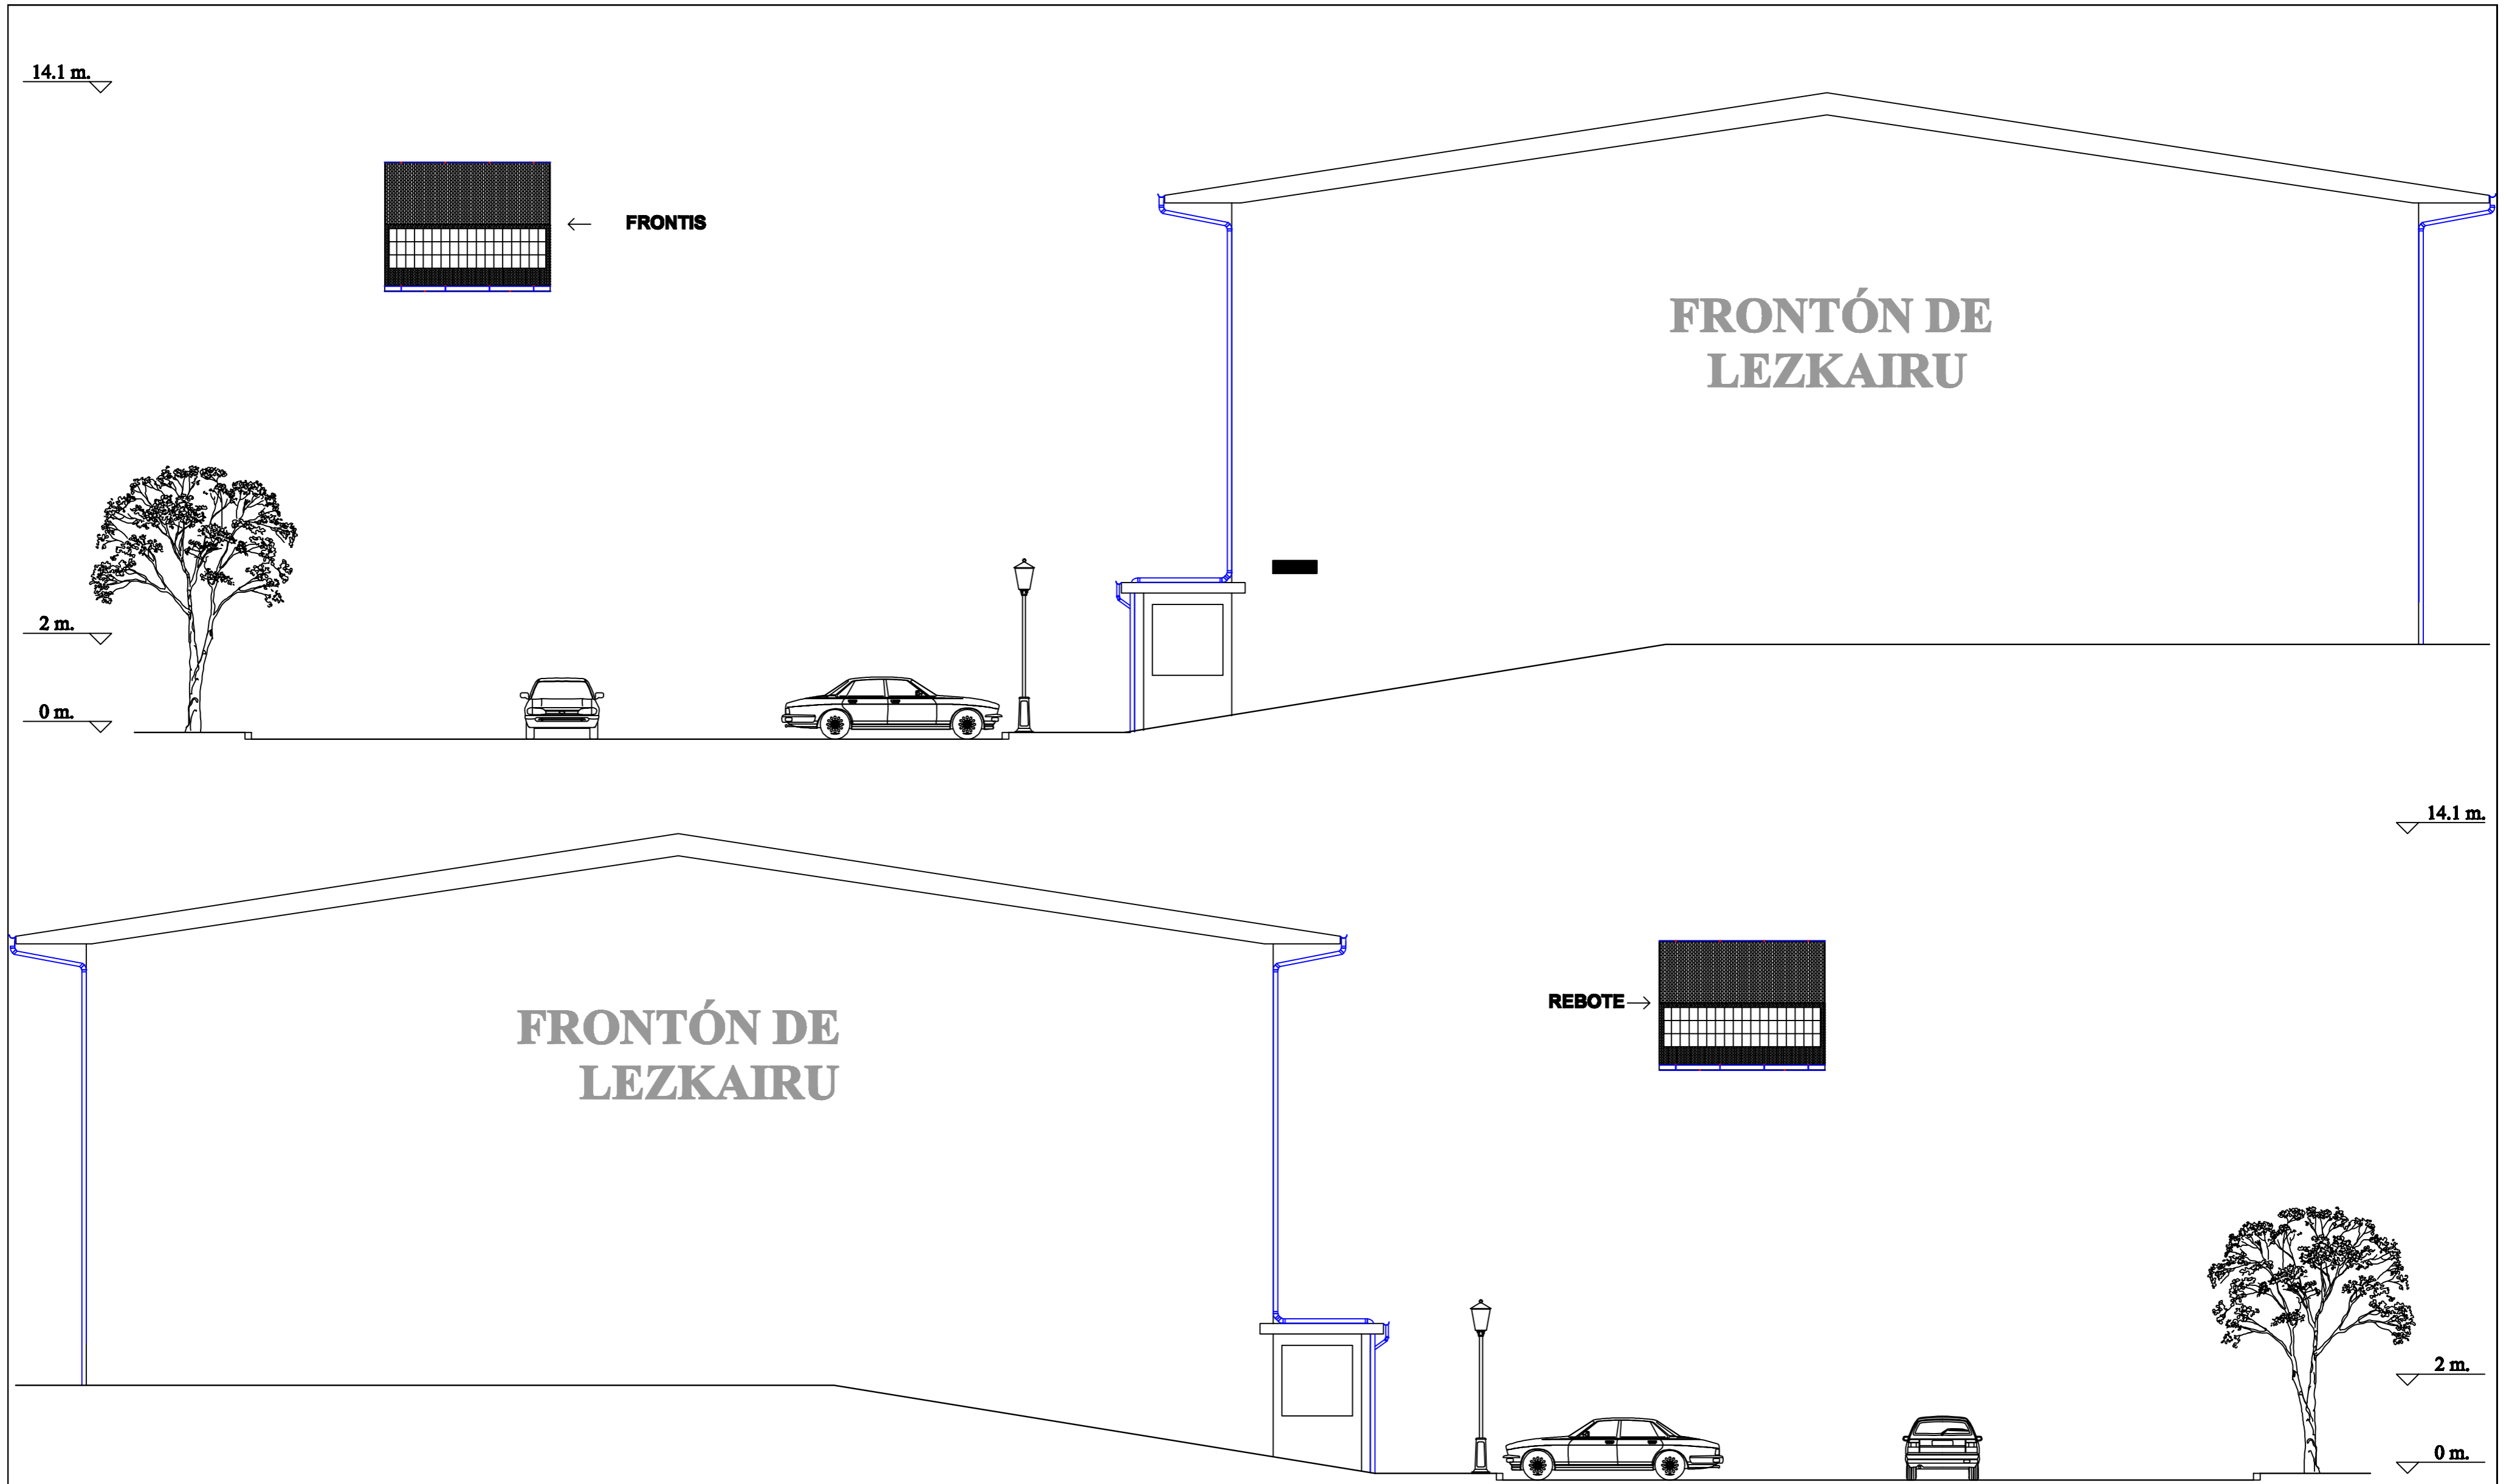 14.1 m.
FRONTIS
FRONTÓN DE
LEZKAIRU
2 m.
0 m.
14.1 m.
REBOTE
FRONTÓN DE
LEZKAIRU
2 m.
0 m.